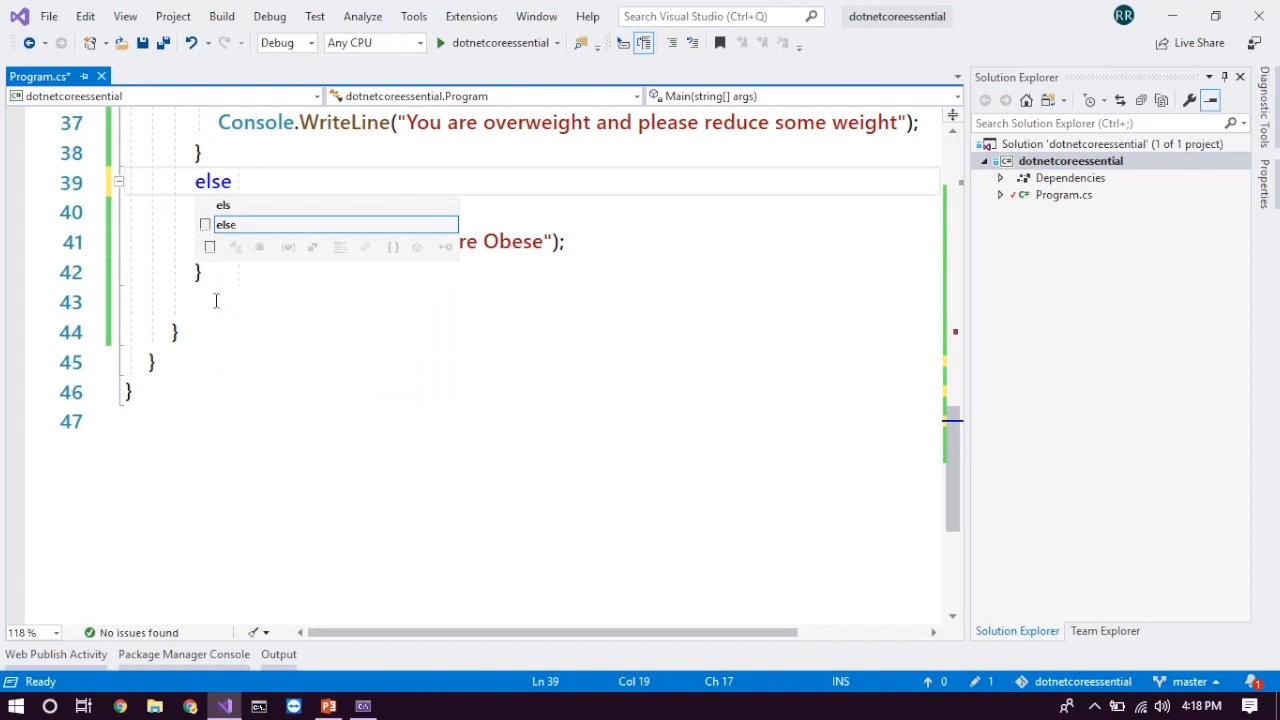 File Edit View Project Build Debug Test Analyze Tools Extensions Window Help Search Visual Studio (Ctrl+Q) dotnetcoreessential RR
Debug Any CPU dotnetcoreessential Live Share
Program.cs*
Solution Explorer
dotnetcoreessential dotnetcoreessential.Program Main(string[] args)
Search Solution Explorer (Ctrl+;)
Solution 'dotnetcoreessential' (1 of 1 project)
dotnetcoreessential
Dependencies
Program.cs
Diagnostic Tools
Properties
37 Console.WriteLine("You are overweight and please reduce some weight");
38 }
39 else
els
else
40
41 re Obese");
42 }
43
44 }
45 }
46 }
47
118 % No issues found
Solution Explorer Team Explorer
Web Publish Activity Package Manager Console Output
Ready Ln 39 Col 19 Ch 17 INS 0 1 dotnetcoreessential master 1
4:18 PM